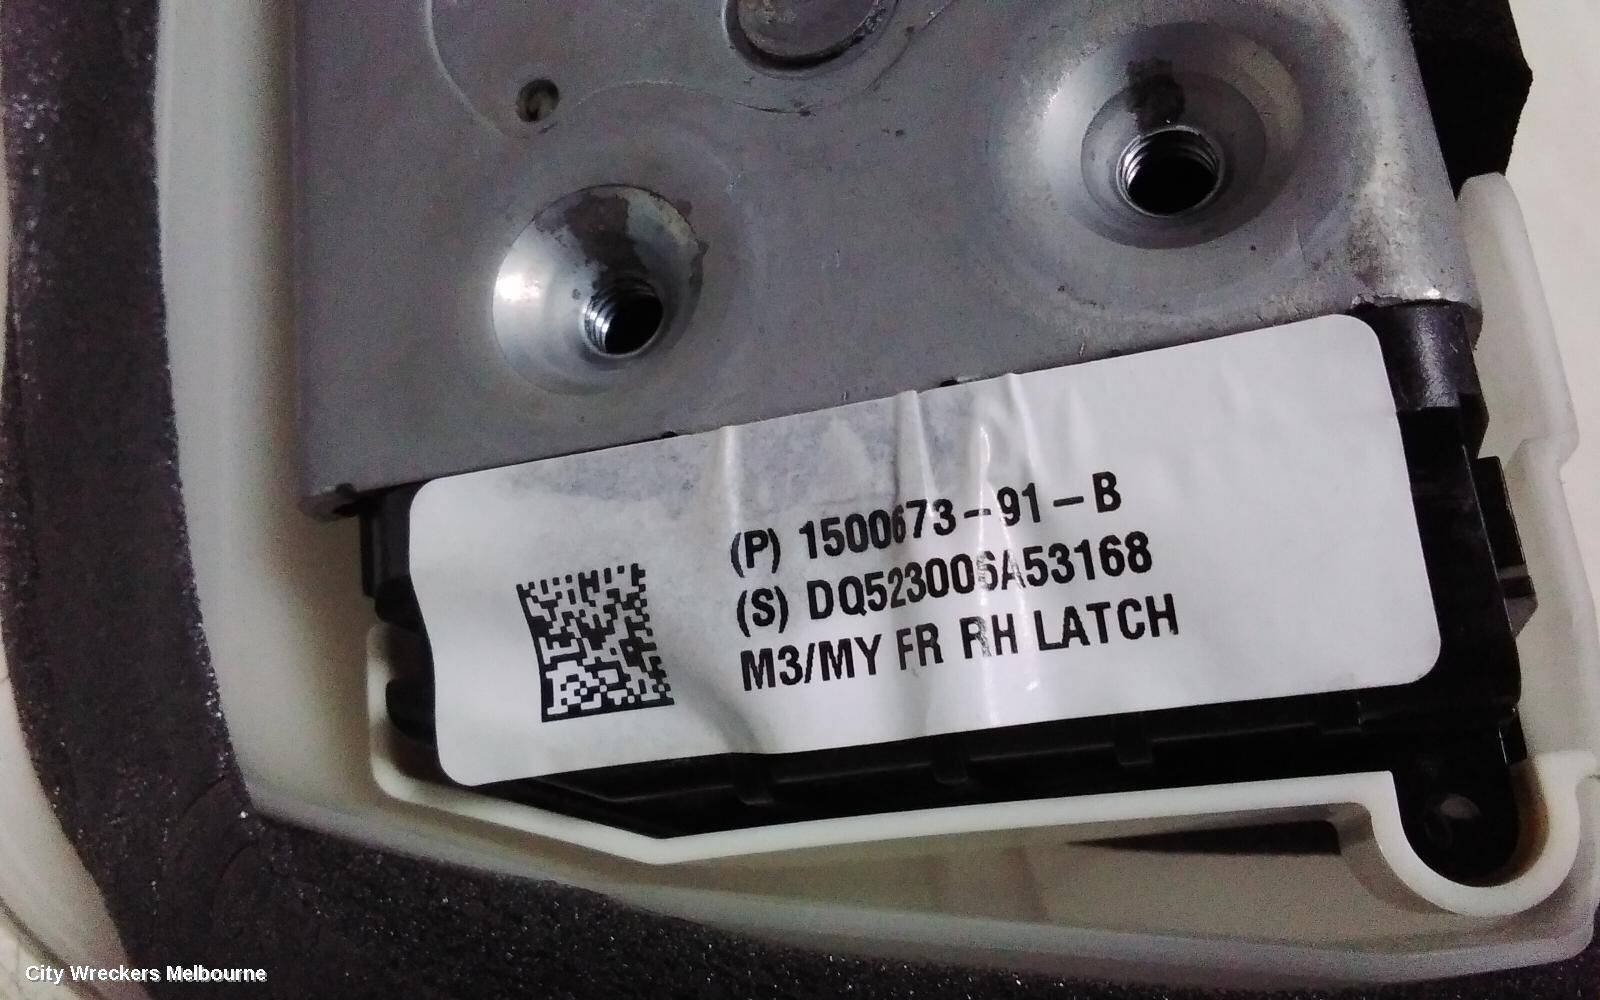 (P) 1500673-91-B
(S) DQ523006A53168
M3/MY FR RH LATCH
City Wreckers Melbourne